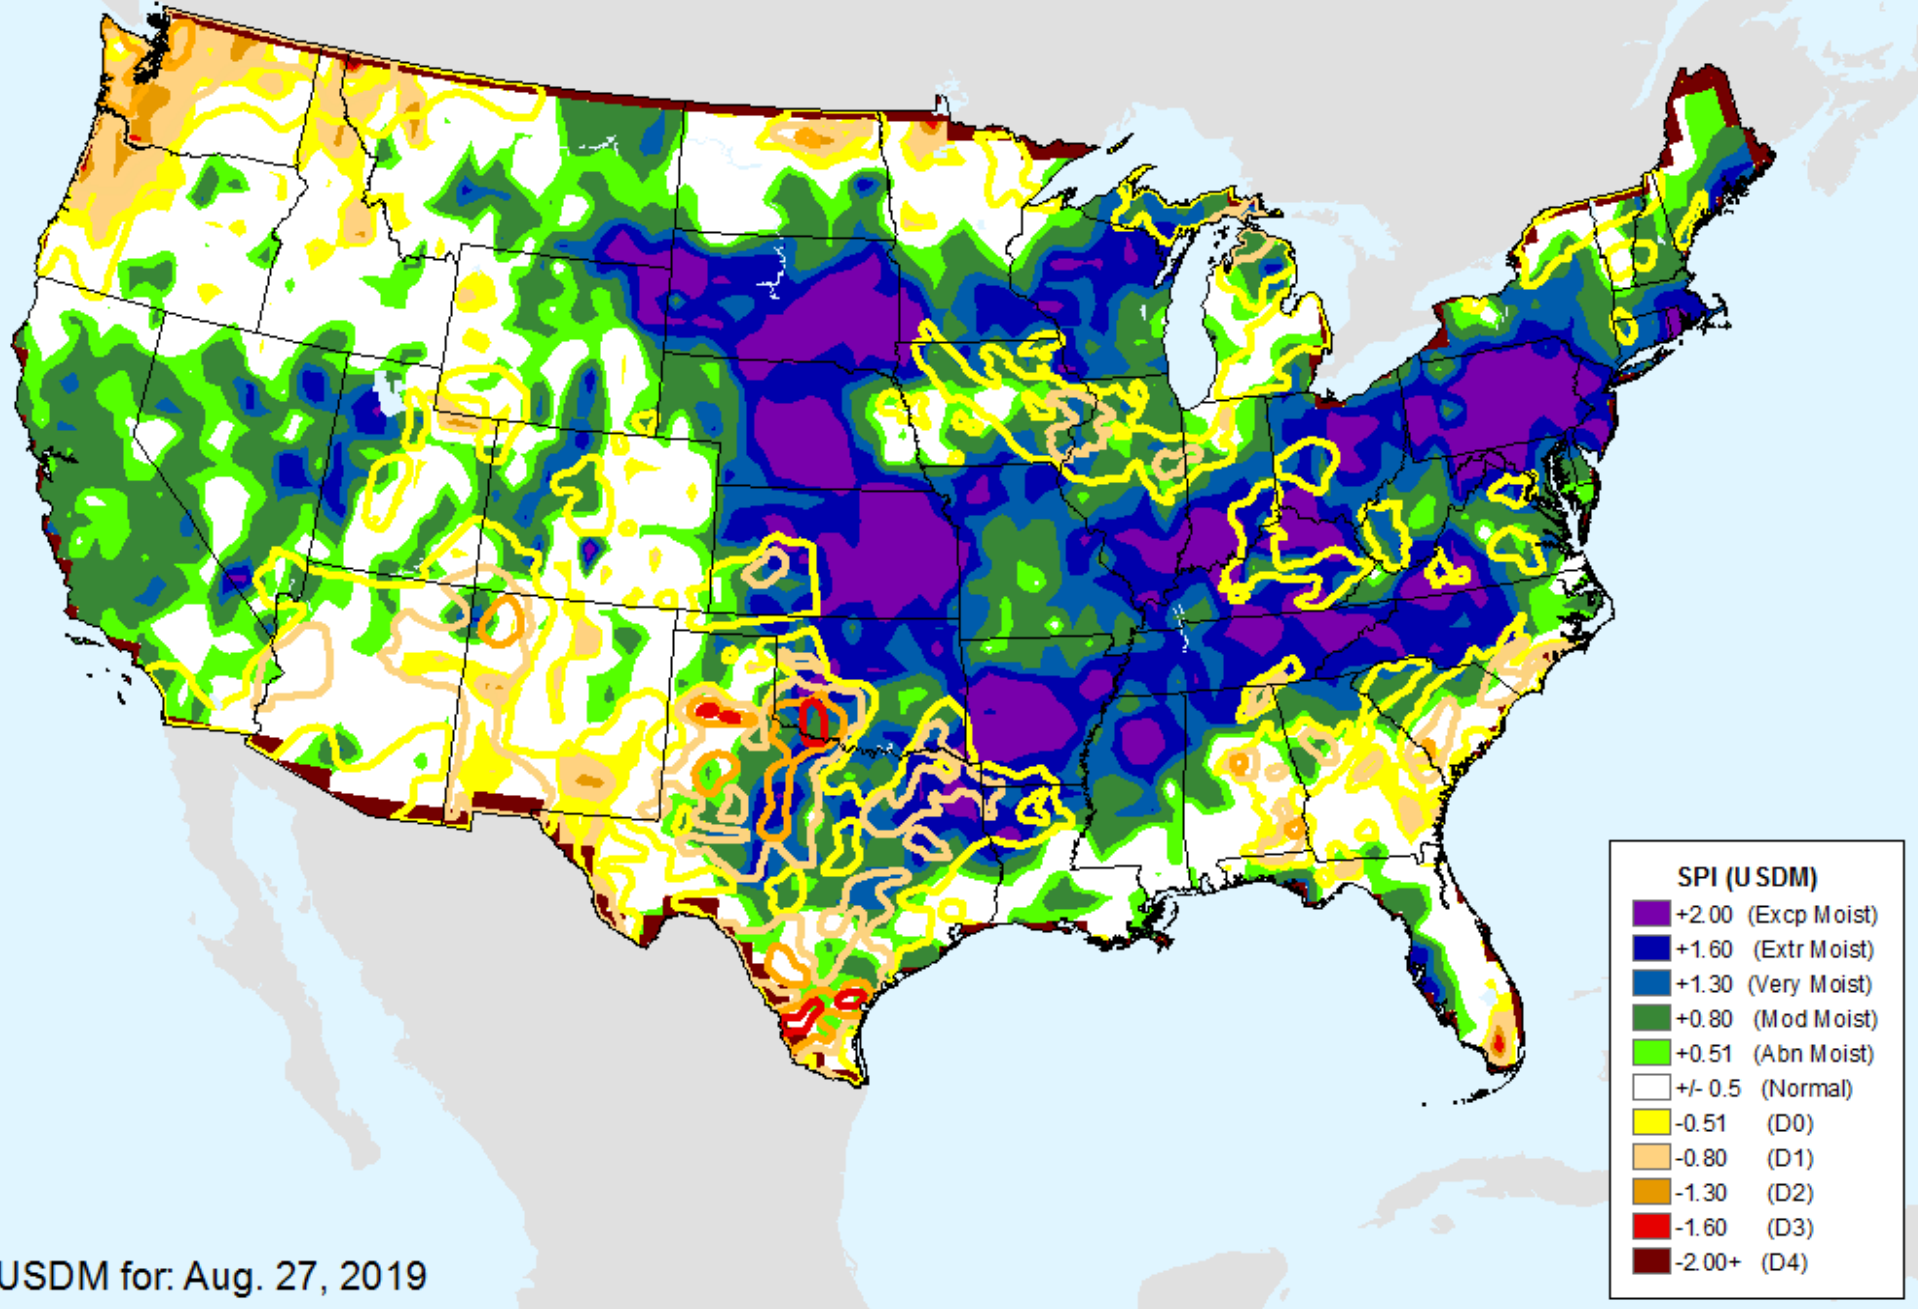 SPI (USDM)
+2.00 (Excp Moist)
+1.60 (Extr Moist)
+1.30 (Very Moist)
+0.80 (Mod Moist)
+0.51 (Abn Moist)
+/- 0.5 (Normal)
-0.51 (D0)
-0.80 (D1)
-1.30 (D2)
-1.60 (D3)
-2.00+ (D4)
USDM for: Aug. 27, 2019